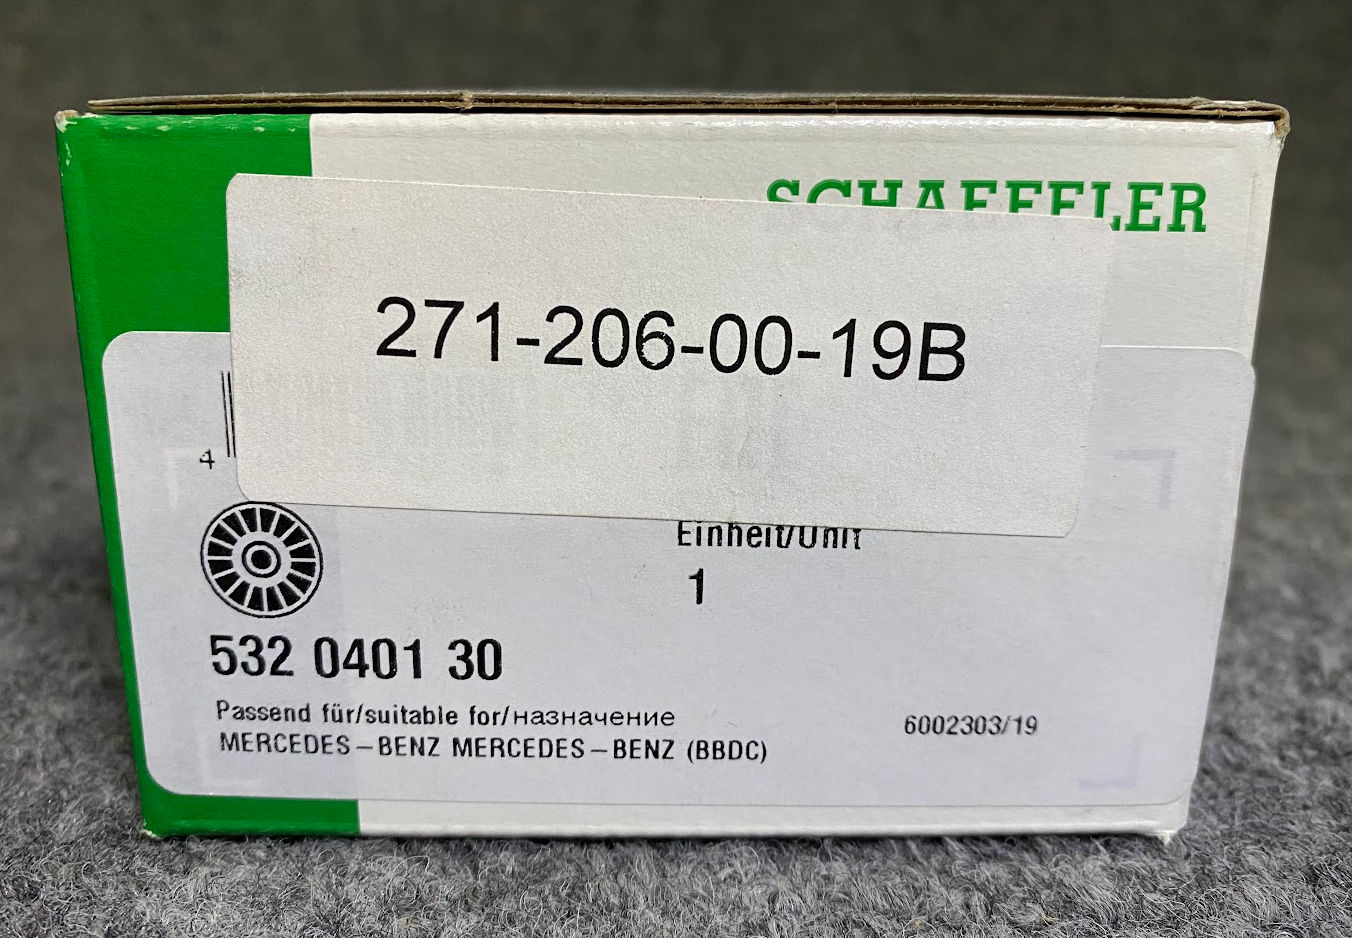 SCHAEFFLER
271-206-00-19B
4
Einheit/Unit
1
532 0401 30
Passend für/suitable for/назначение
MERCEDES–BENZ MERCEDES–BENZ (BBDC)
6002303/19